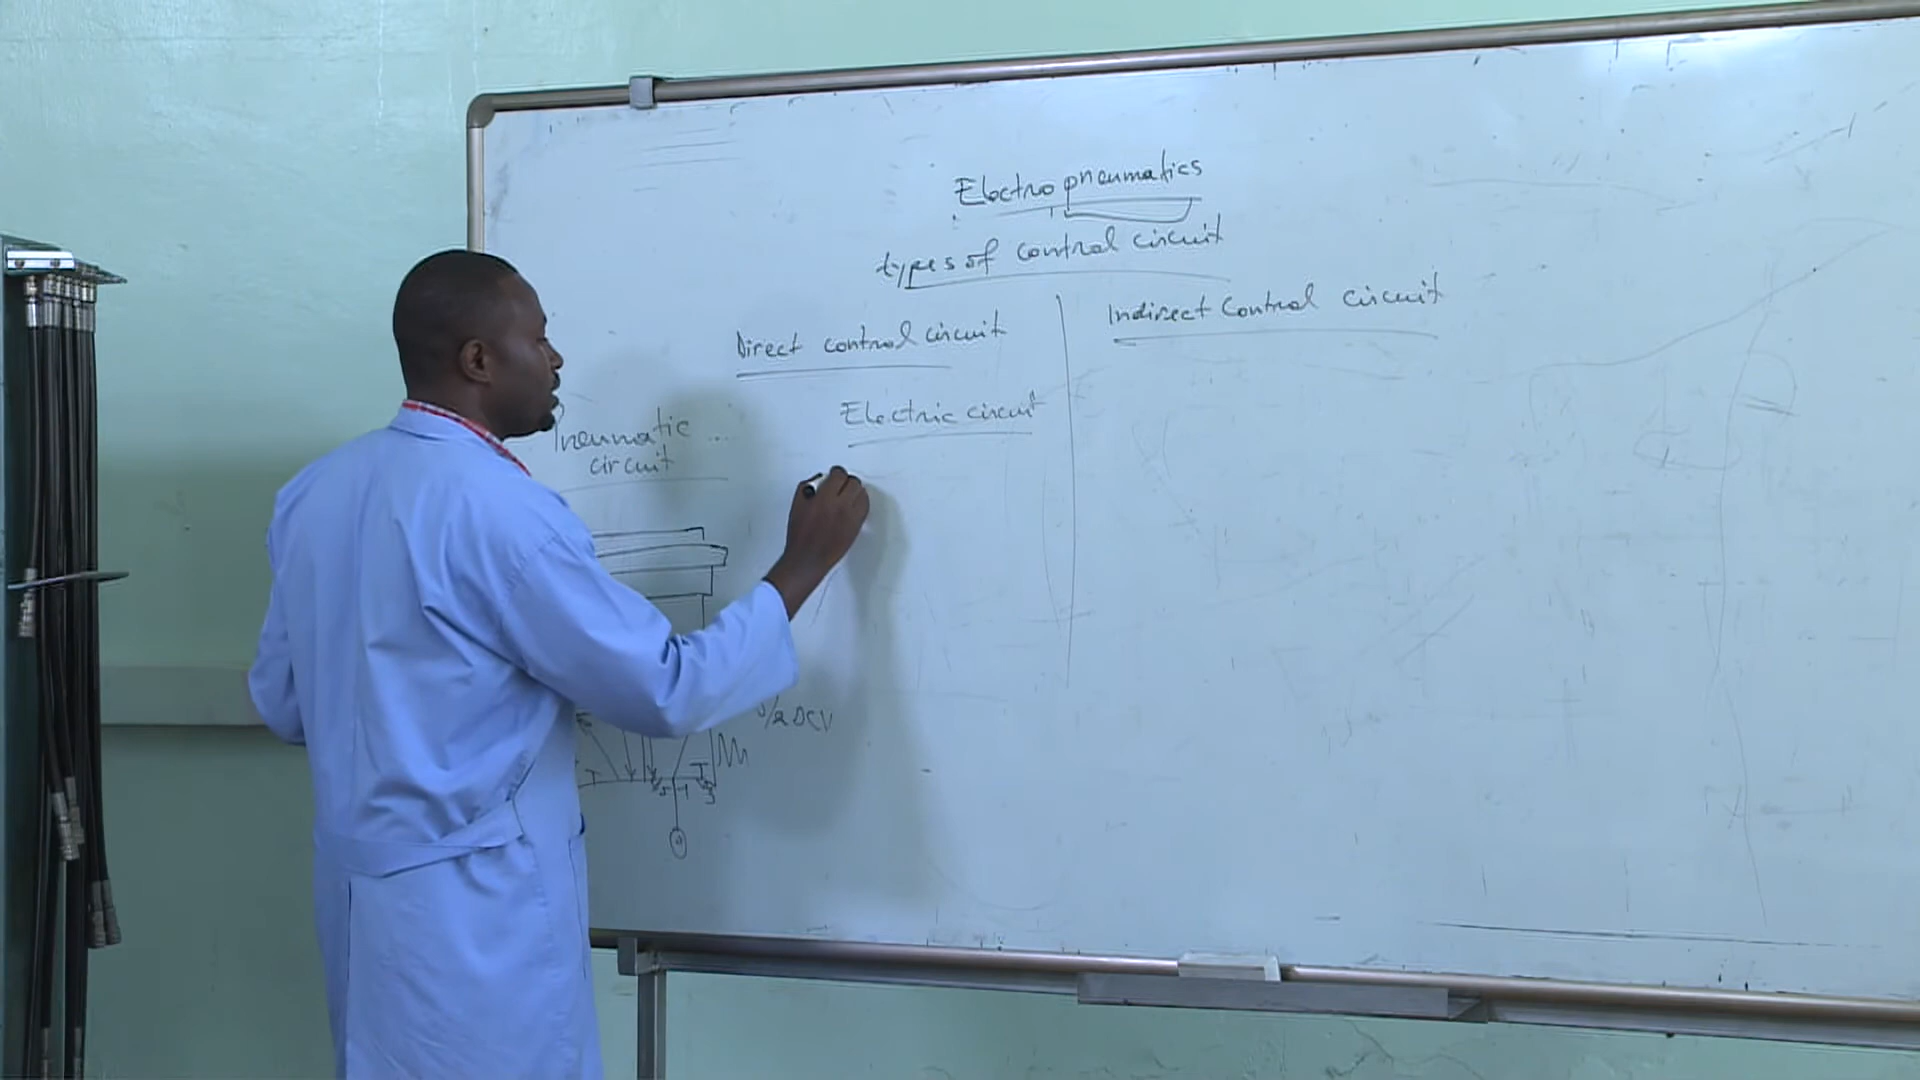 Electropneumatics
types of control circuit
Direct control circuit
Indirect control circuit
Pneumatic ...
circuit
Electric circuit
5/2 DCV